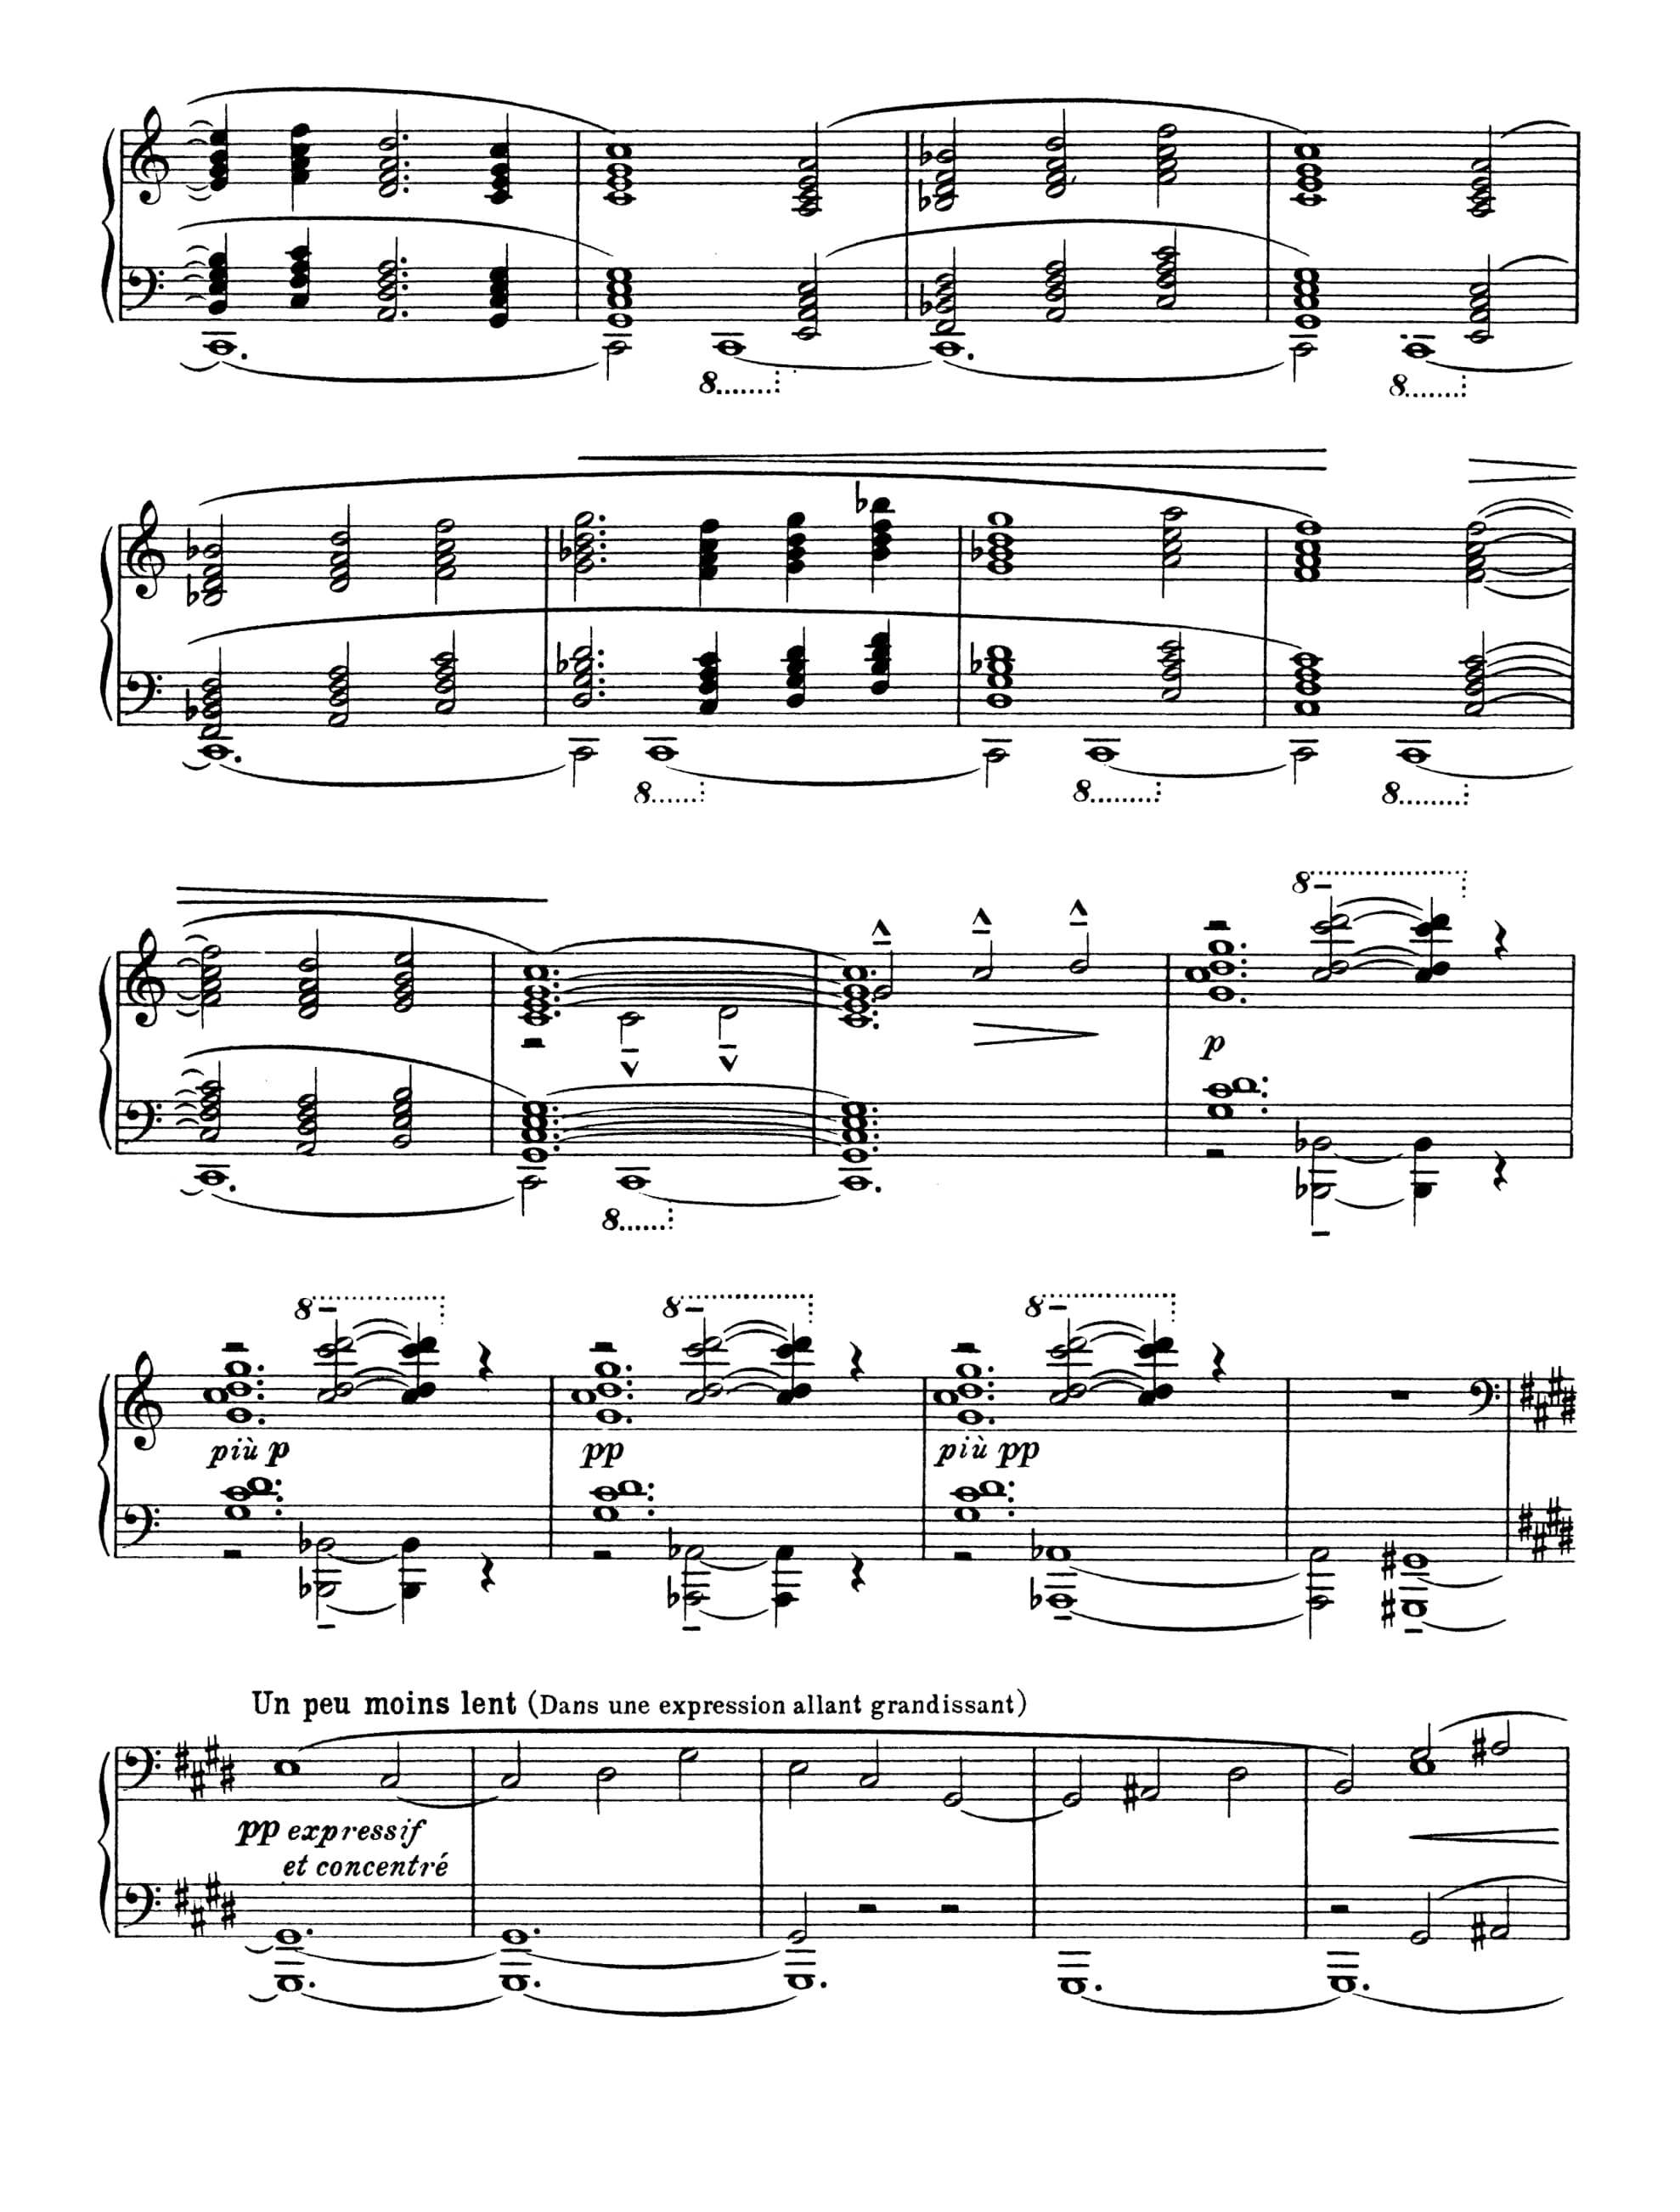 8
8
8
8
8
8
p
8
8
8
8
più p
pp
più pp
Un peu moins lent (Dans une expression allant grandissant)
pp expressif
et concentré